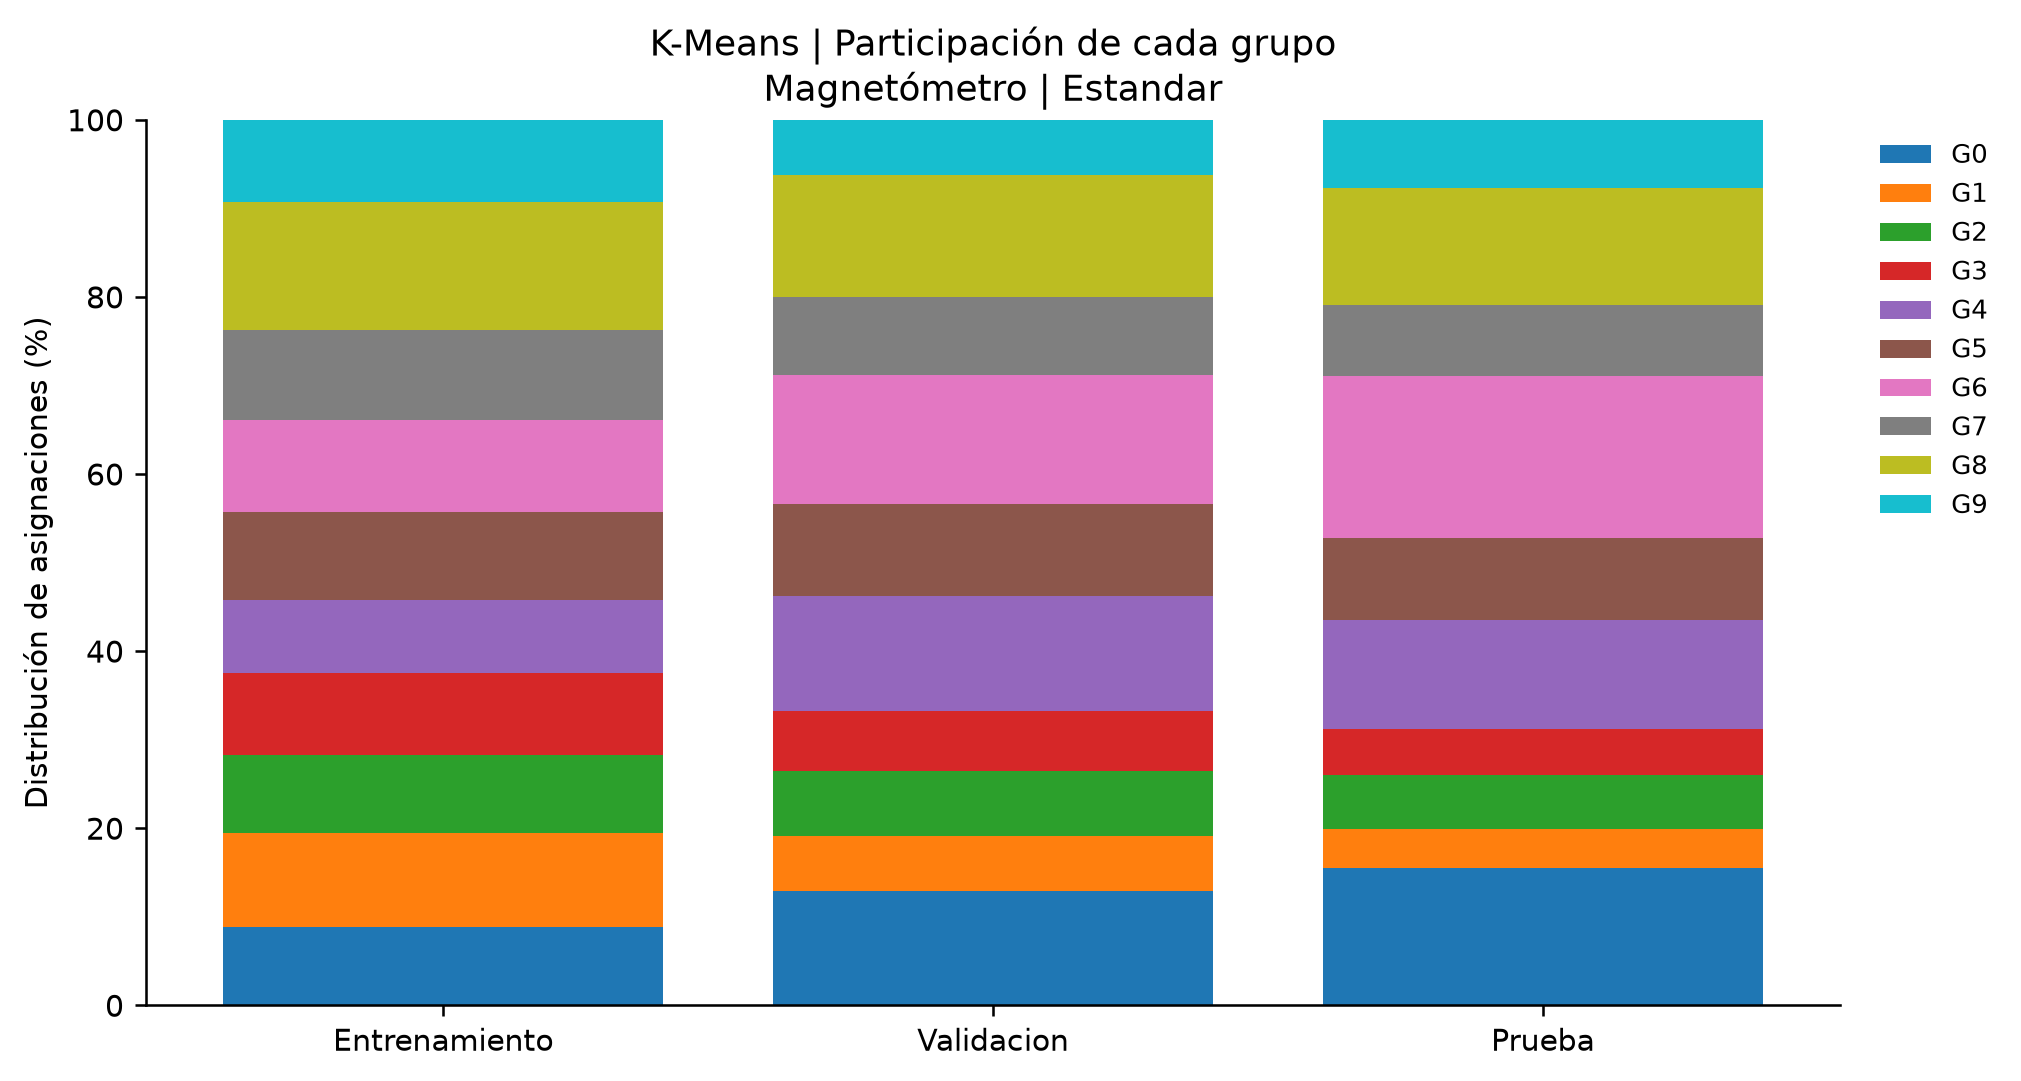 K-Means | Participación de cada grupo
Magnetómetro | Estandar
Distribución de asignaciones (%)
100
80
60
40
20
0
Entrenamiento
Validacion
Prueba
G0
G1
G2
G3
G4
G5
G6
G7
G8
G9